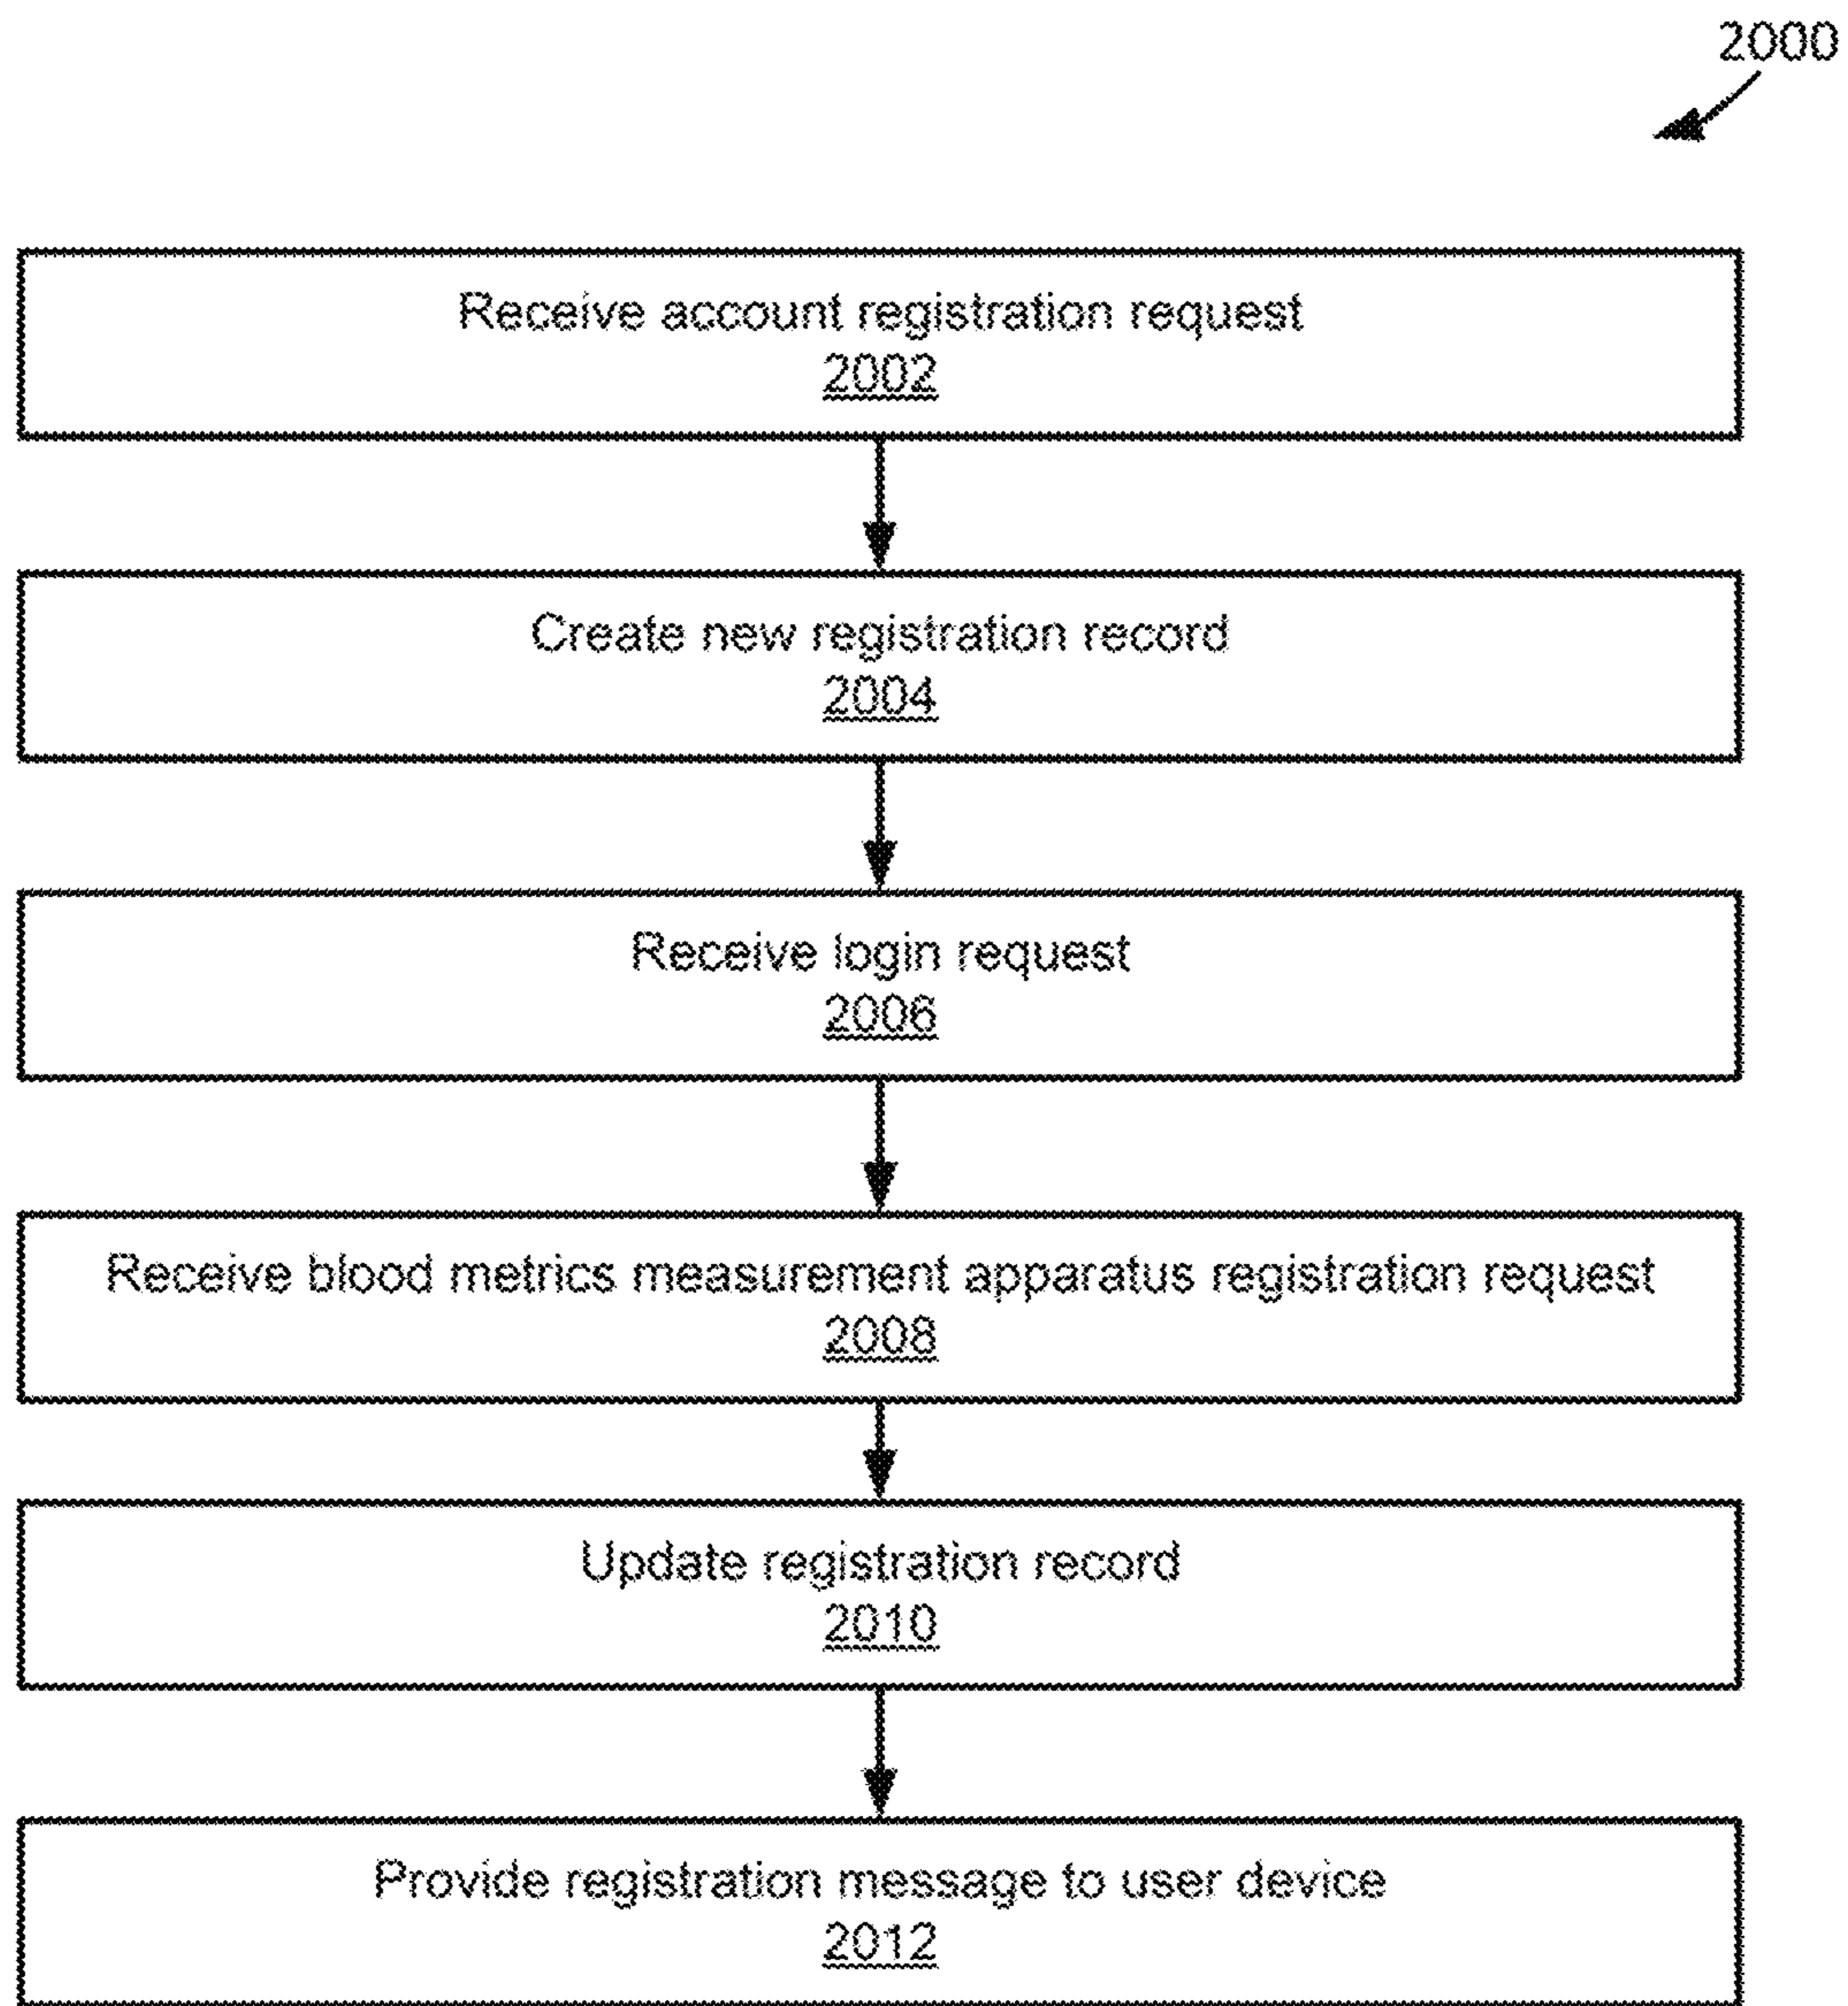 2000
Receive account registration request
2002
Create new registration record
2004
Receive login request
2006
Receive blood metrics measurement apparatus registration request
2008
Update registration record
2010
Provide registration message to user device
2012